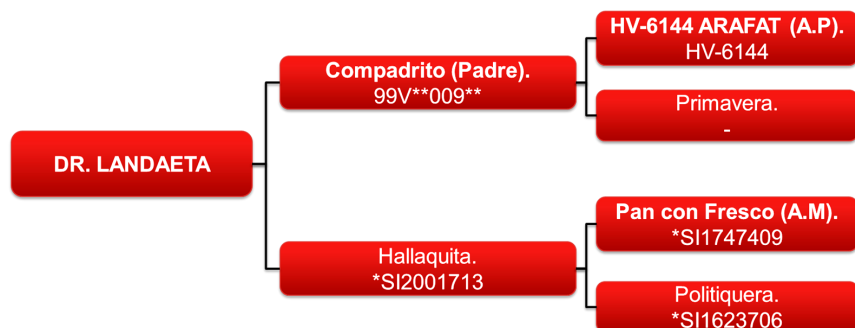 HV-6144 ARAFAT (A.P).
HV-6144
Compadrito (Padre).
99V**009**
Primavera.
-
DR. LANDAETA
Pan con Fresco (A.M).
*SI1747409
Hallaquita.
*SI2001713
Politiquera.
*SI1623706